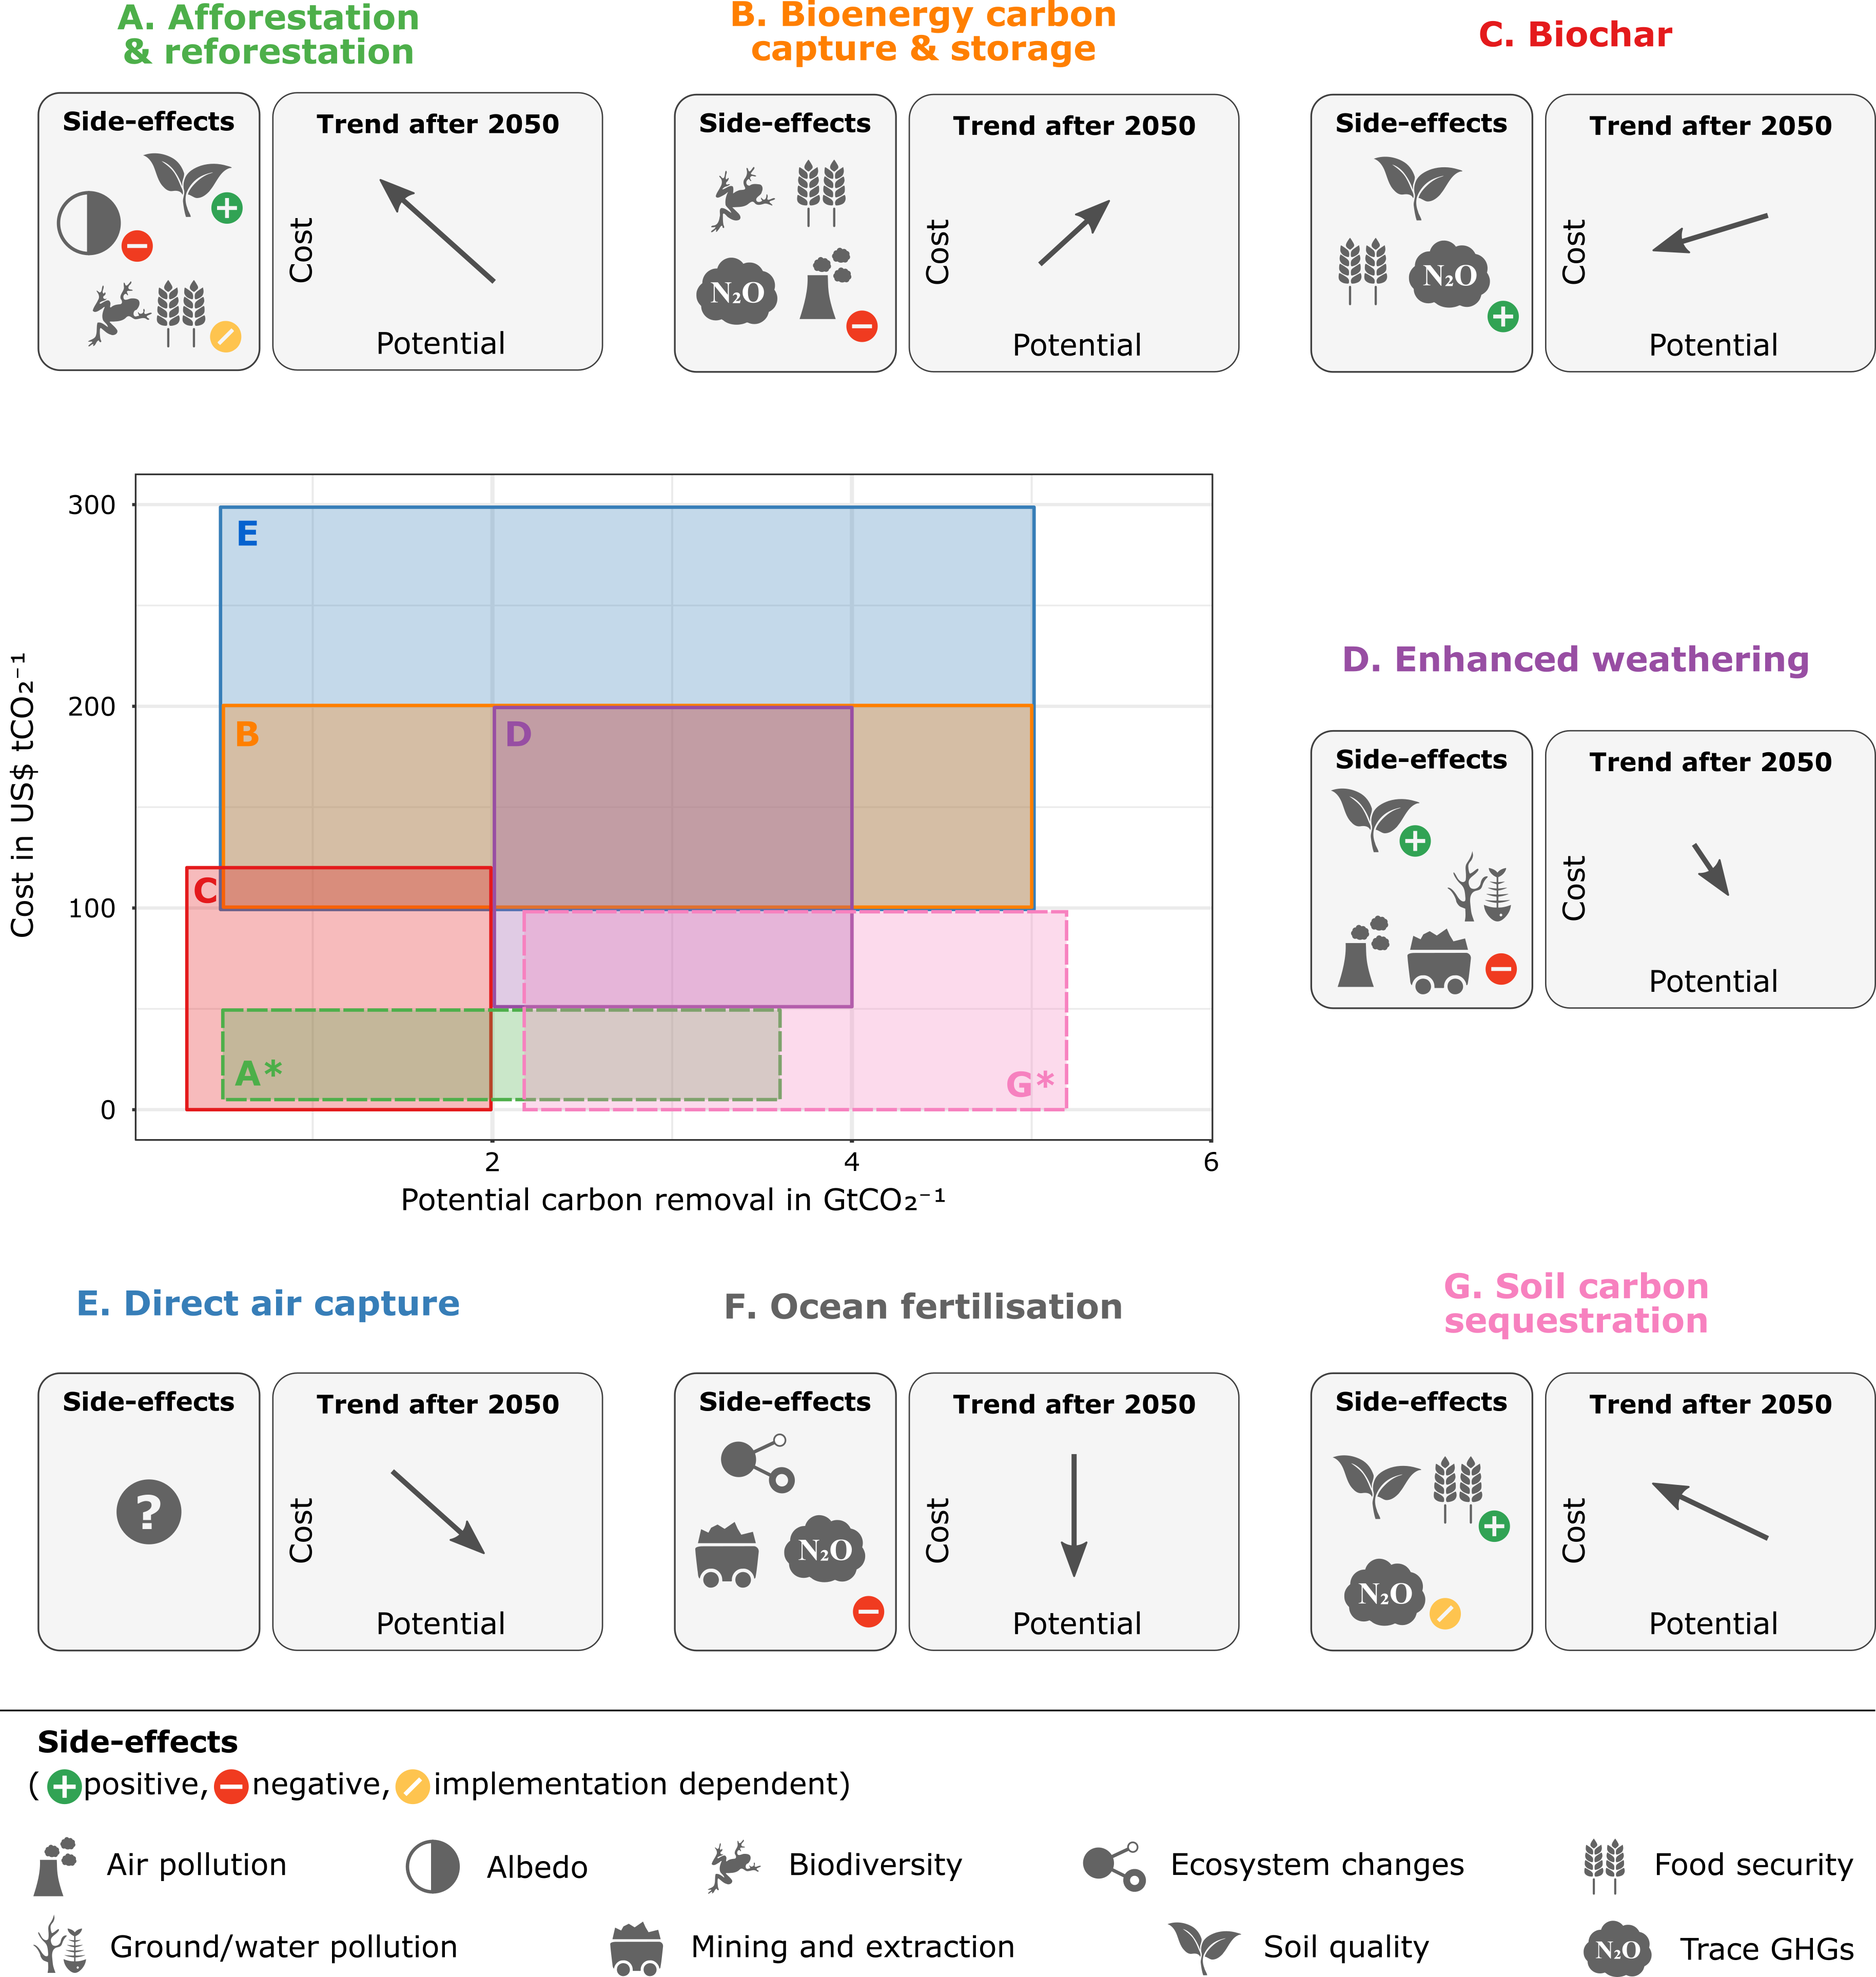 A. Afforestation
& reforestation
B. Bioenergy carbon
capture & storage
C. Biochar
Side-effects
Trend after 2050
Cost
Potential
Side-effects
N₂O
Trend after 2050
Cost
Potential
Side-effects
N₂O
Trend after 2050
Cost
Potential
Cost in US$ tCO₂⁻¹
300
200
100
0
E
B
D
C
A*
G*
2
4
6
Potential carbon removal in GtCO₂⁻¹
D. Enhanced weathering
Side-effects
Trend after 2050
Cost
Potential
E. Direct air capture
F. Ocean fertilisation
G. Soil carbon
sequestration
Side-effects
?
Trend after 2050
Cost
Potential
Side-effects
N₂O
Trend after 2050
Cost
Potential
Side-effects
N₂O
Trend after 2050
Cost
Potential
Side-effects
( + positive, − negative, / implementation dependent)
Air pollution
Albedo
Biodiversity
Ecosystem changes
Food security
Ground/water pollution
Mining and extraction
Soil quality
N₂O
Trace GHGs